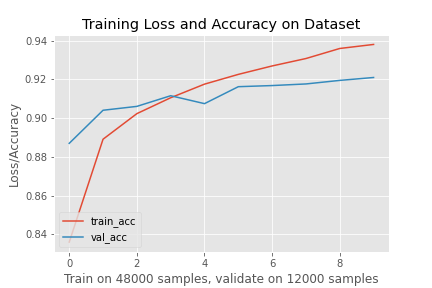 Training Loss and Accuracy on Dataset
0.94
0.92
0.90
0.88
0.86
0.84
Loss/Accuracy
train_acc
val_acc
0 2 4 6 8
Train on 48000 samples, validate on 12000 samples